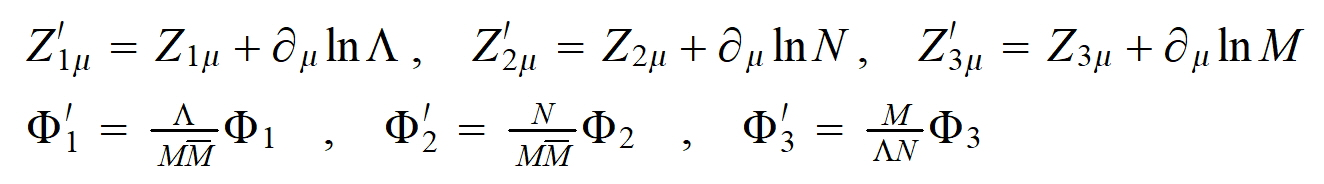 Z′₁μ = Z₁μ + ∂μ ln Λ , Z′₂μ = Z₂μ + ∂μ ln N , Z′₃μ = Z₃μ + ∂μ ln M
Φ′₁ = Λ/(MM̅) Φ₁ , Φ′₂ = N/(MM̅) Φ₂ , Φ′₃ = M/(ΛN) Φ₃